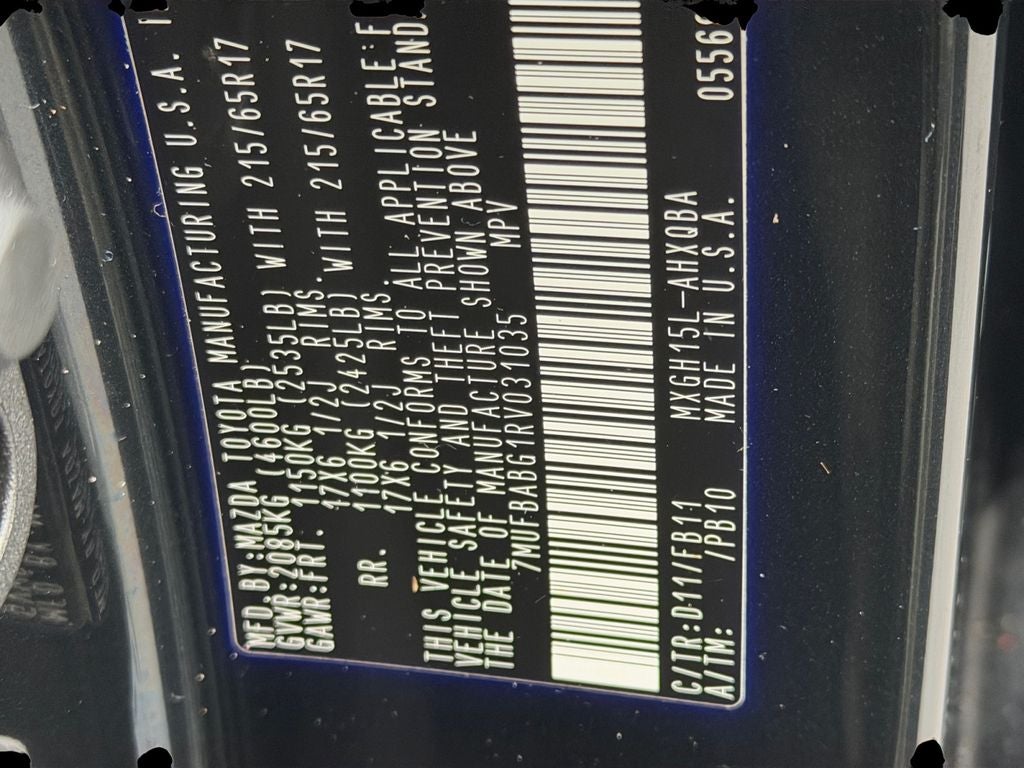 MFD BY:MAZDA TOYOTA MANUFACTURING U.S.A.
GVWR:2085KG (4600LB)
GAWR:FRT. 1150KG (2535LB) WITH 215/65R17
17X6 1/2J RIMS.
RR. 1100KG (2425LB) WITH 215/65R17
17X6 1/2J RIMS
THIS VEHICLE CONFORMS TO ALL APPLICABLE:F
VEHICLE SAFETY AND THEFT PREVENTION STAND
THE DATE OF MANUFACTURE SHOWN ABOVE
7MUFBABG1RV031035 MPV
C/TR:D11/FB11 MXGH15L-AHXQBA 0556
A/TM: /PB10 MADE IN U.S.A.